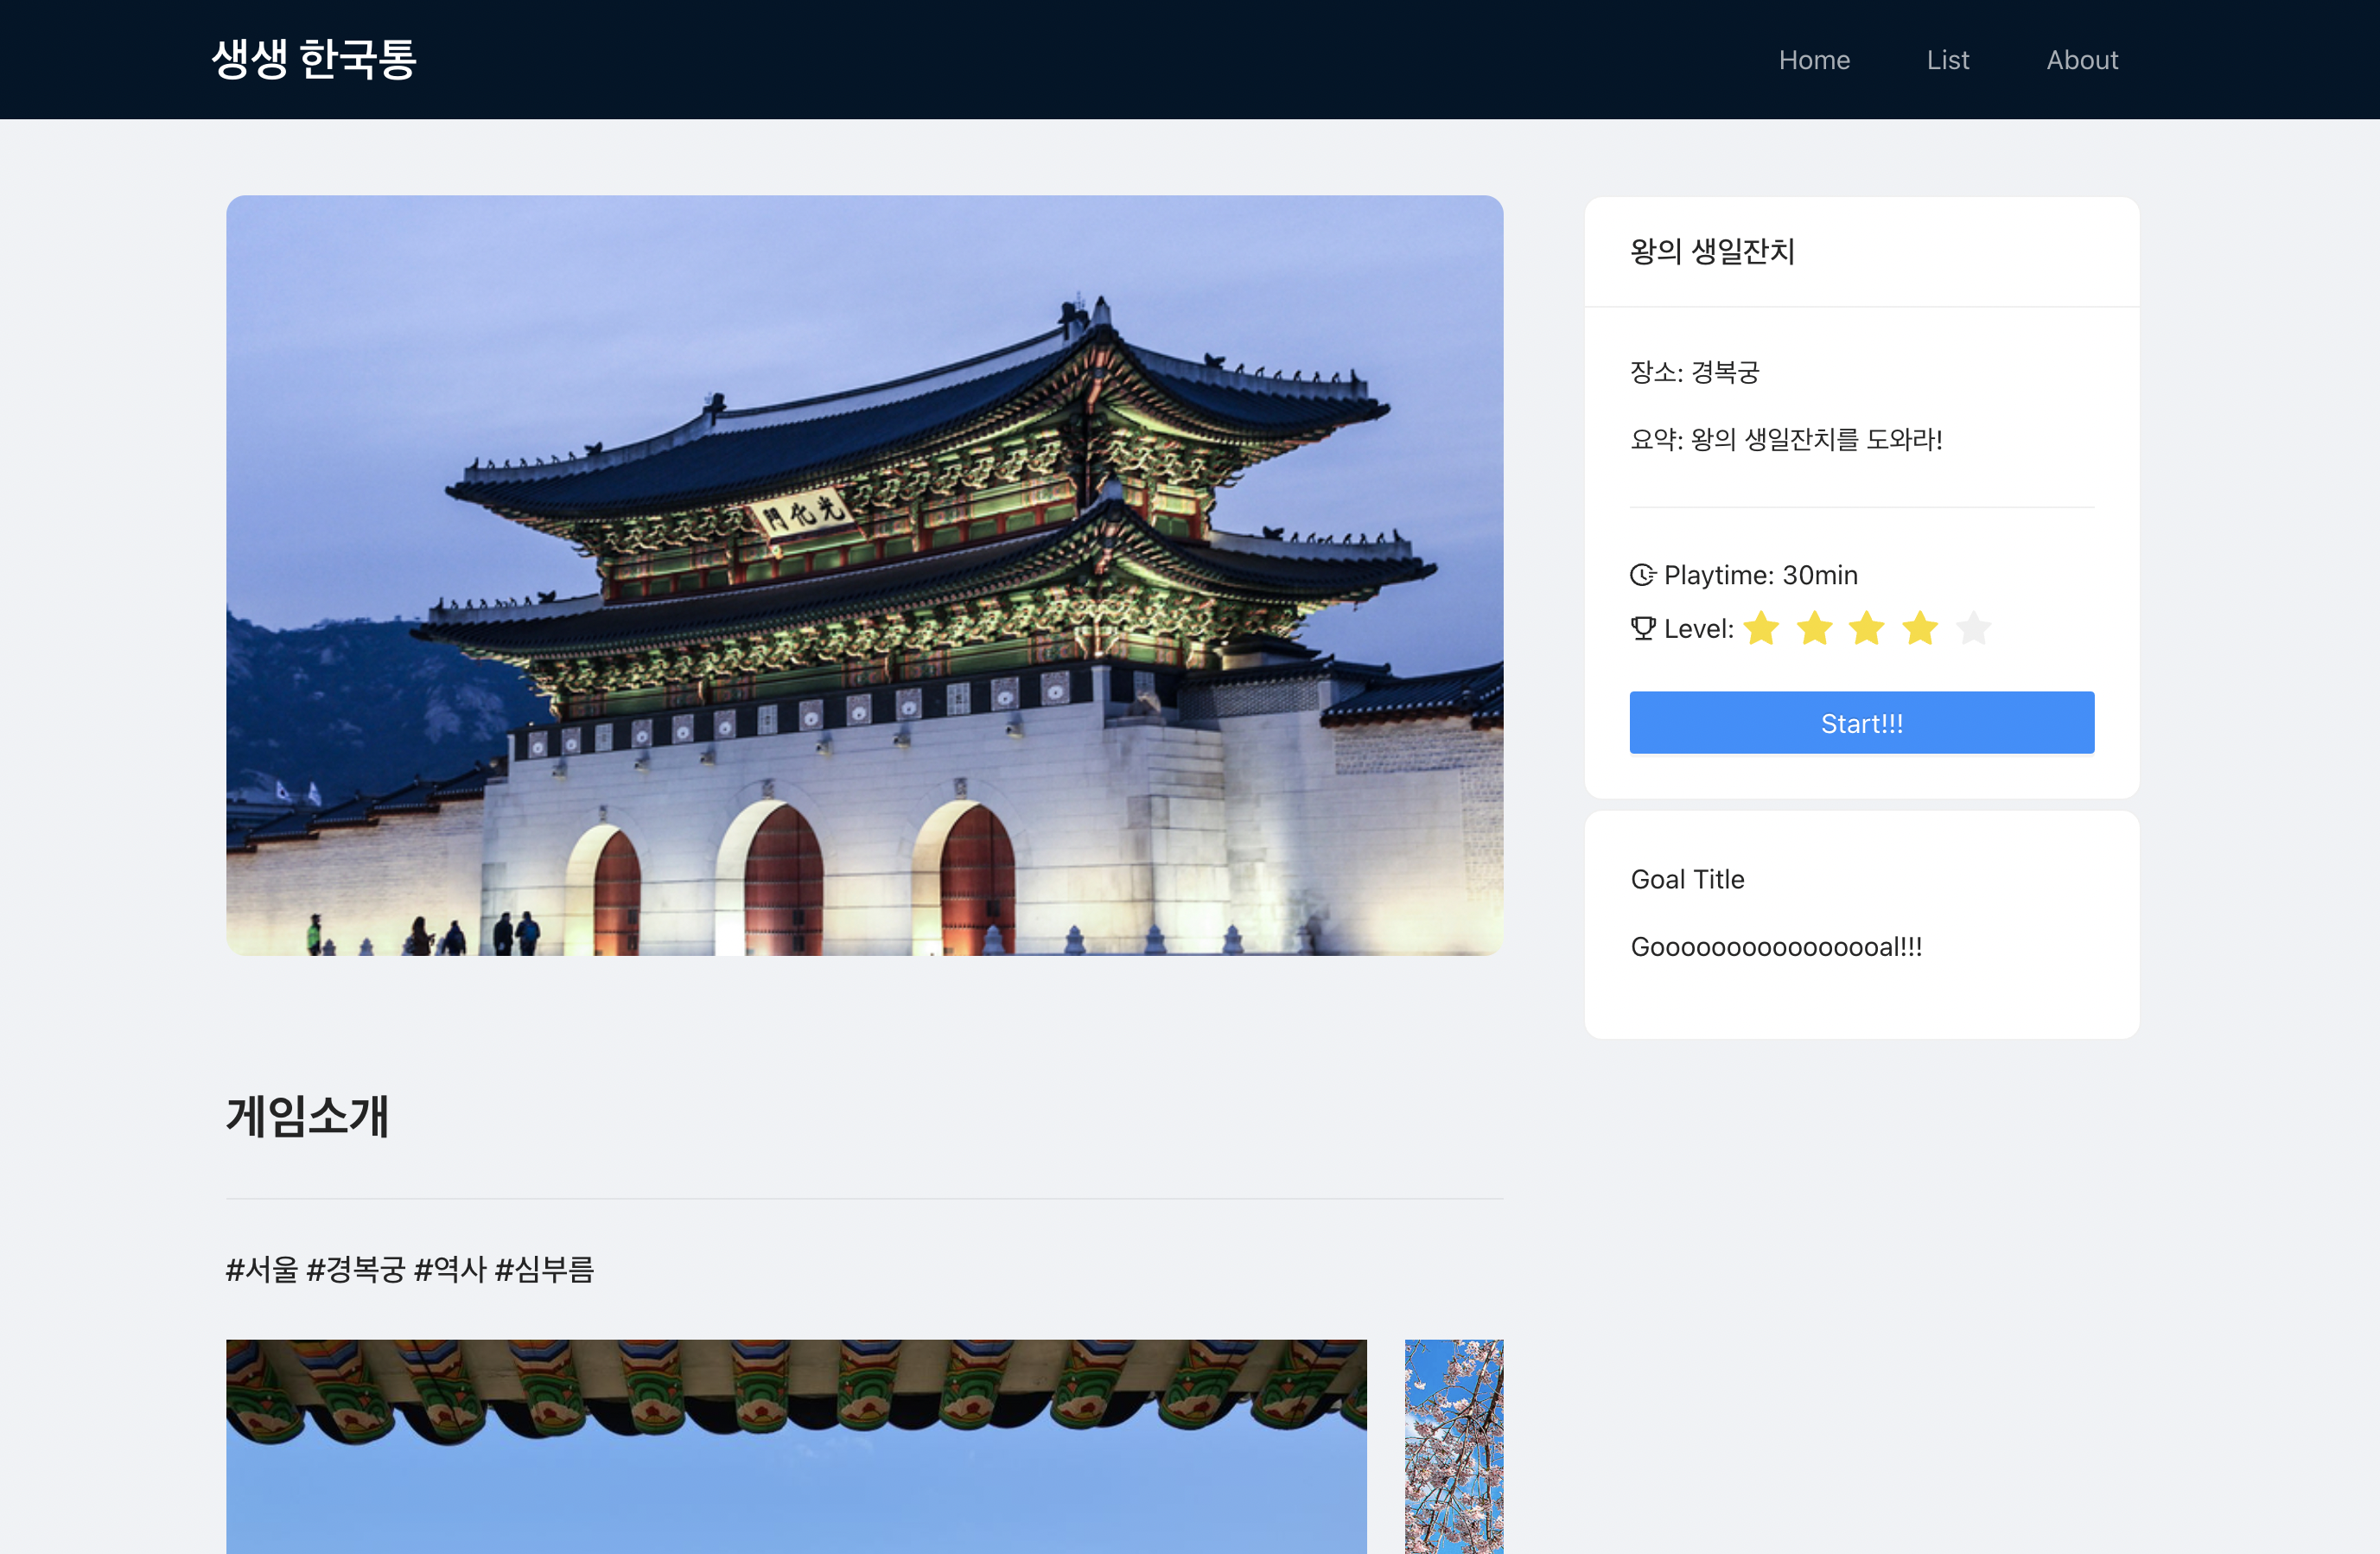 생생 한국통
Home List About
門化光
왕의 생일잔치
장소: 경복궁
요약: 왕의 생일잔치를 도와라!
Playtime: 30min
Level:
Start!!!
Goal Title
Goooooooooooooooal!!!
게임소개
#서울 #경복궁 #역사 #심부름